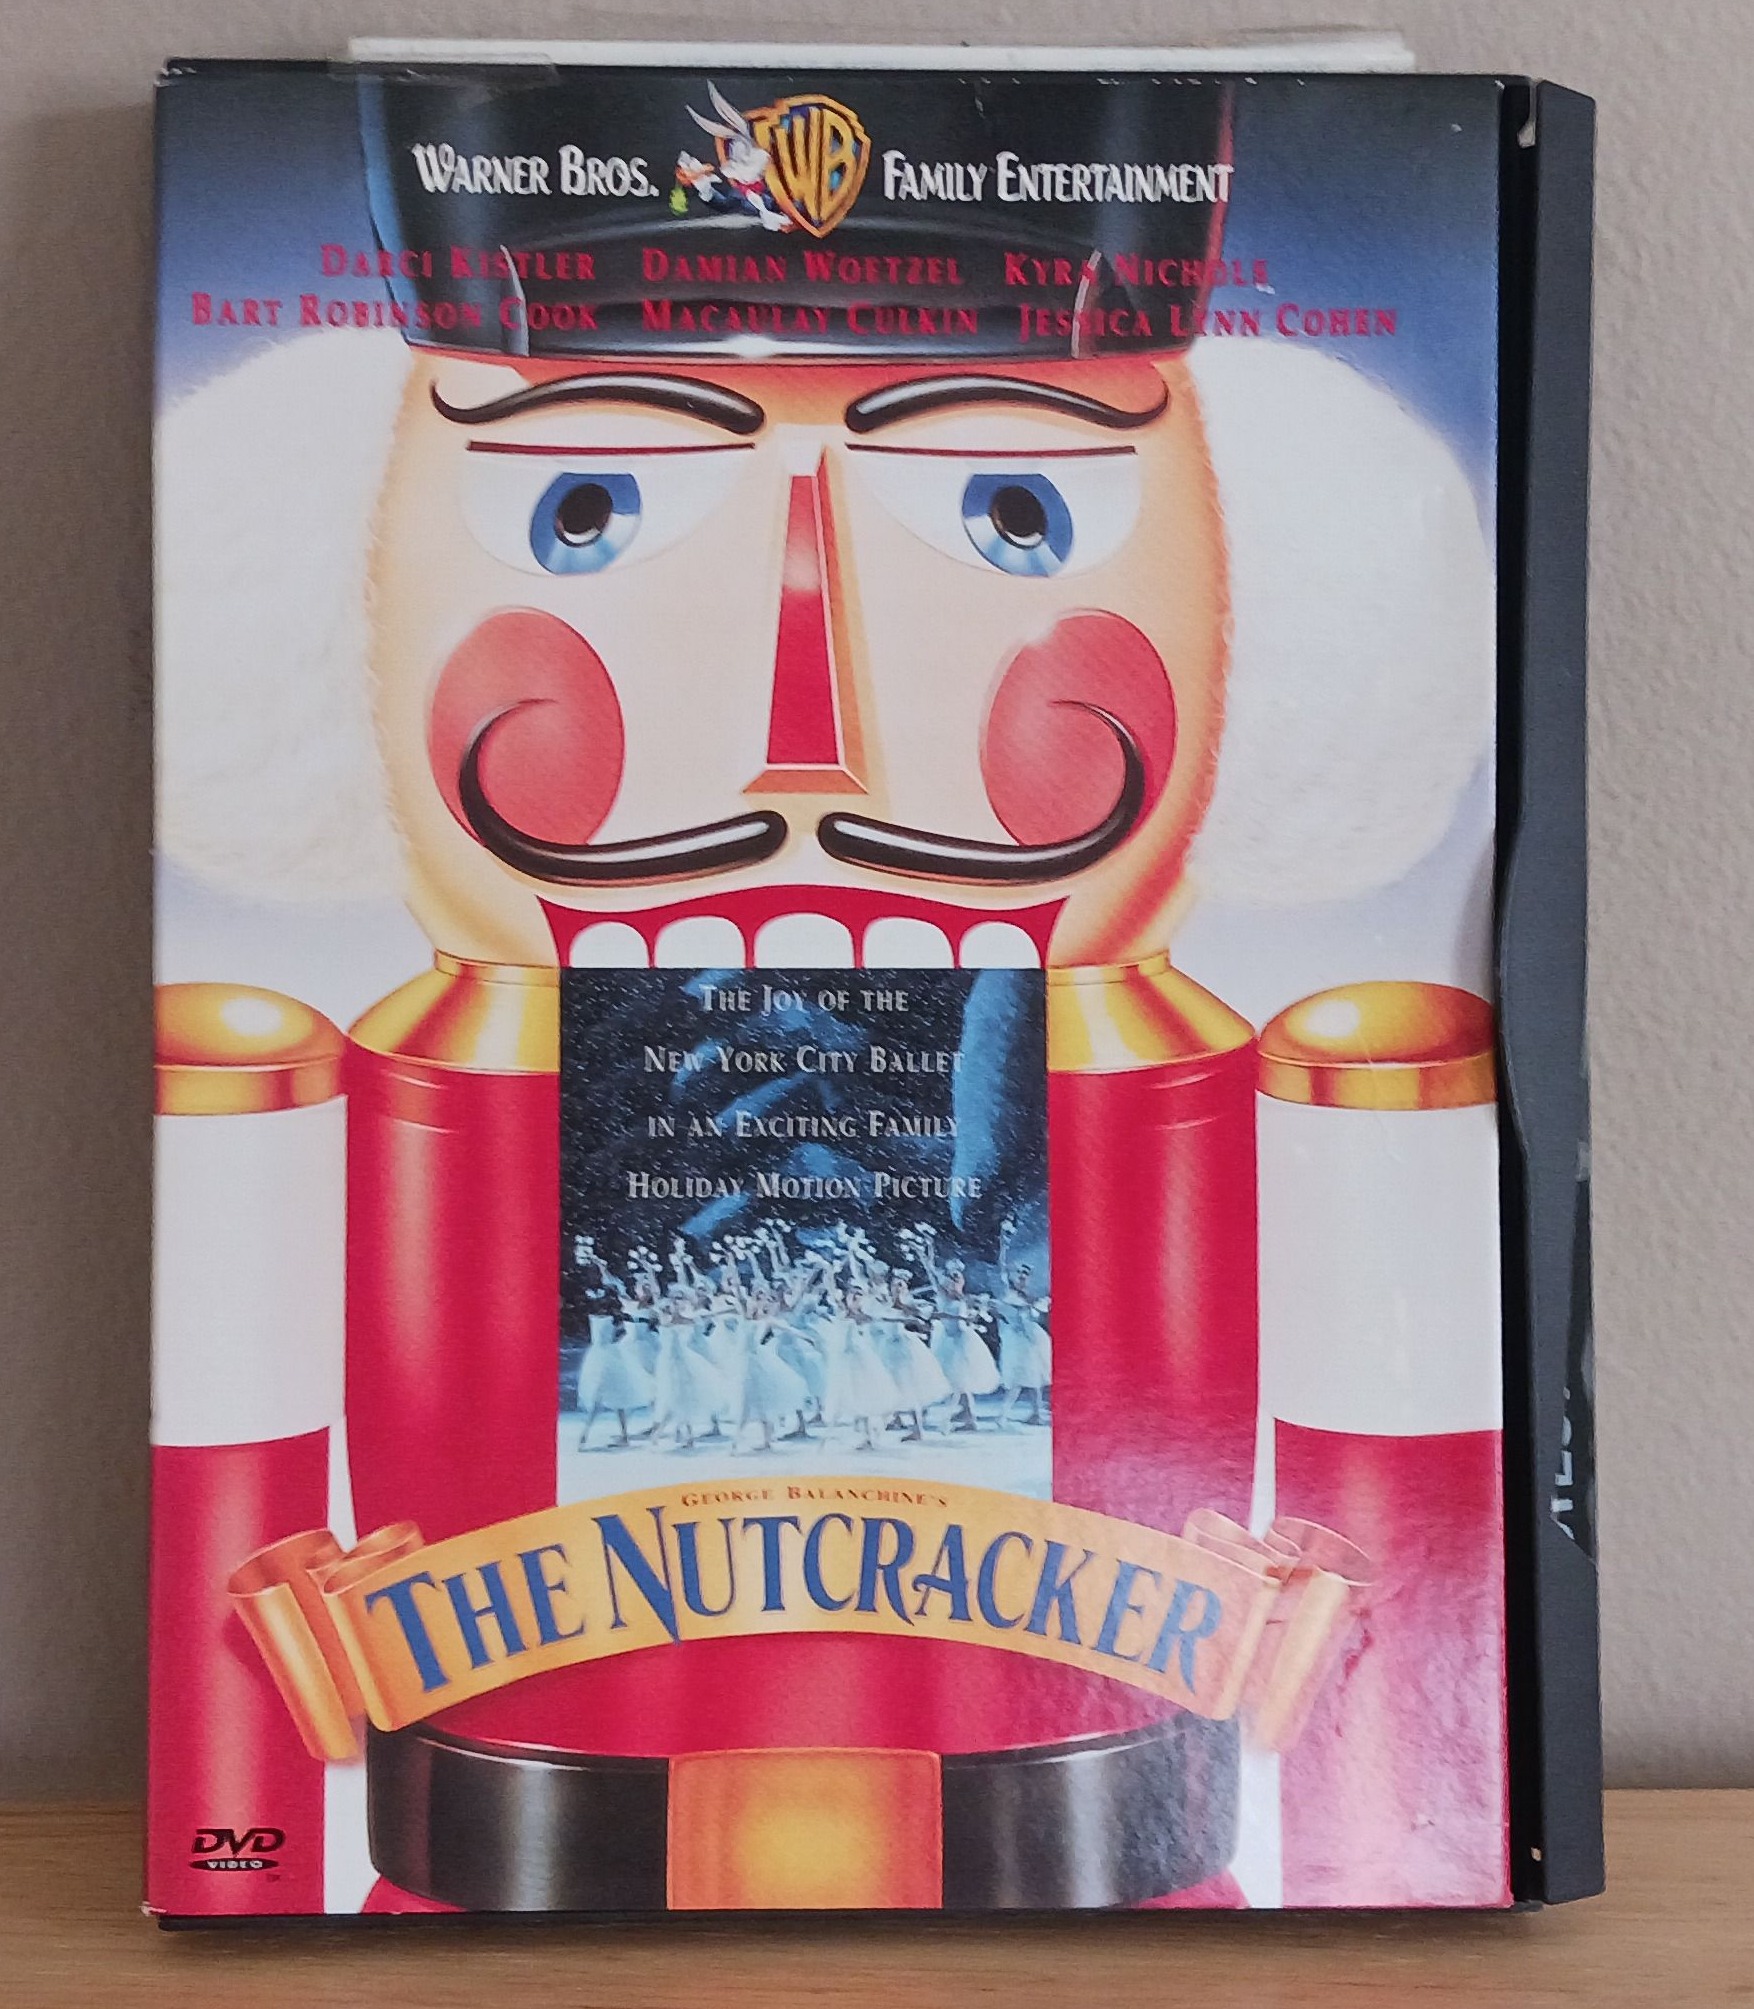 WARNER BROS. WB FAMILY ENTERTAINMENT
DARCI KISTLER DAMIAN WOETZEL KYRA NICHOLS
BART ROBINSON COOK MACAULAY CULKIN JESSICA LYNN COHEN
THE JOY OF THE
NEW YORK CITY BALLET
IN AN EXCITING FAMILY
HOLIDAY MOTION PICTURE
GEORGE BALANCHINE'S
THE NUTCRACKER
DVD
VIDEO